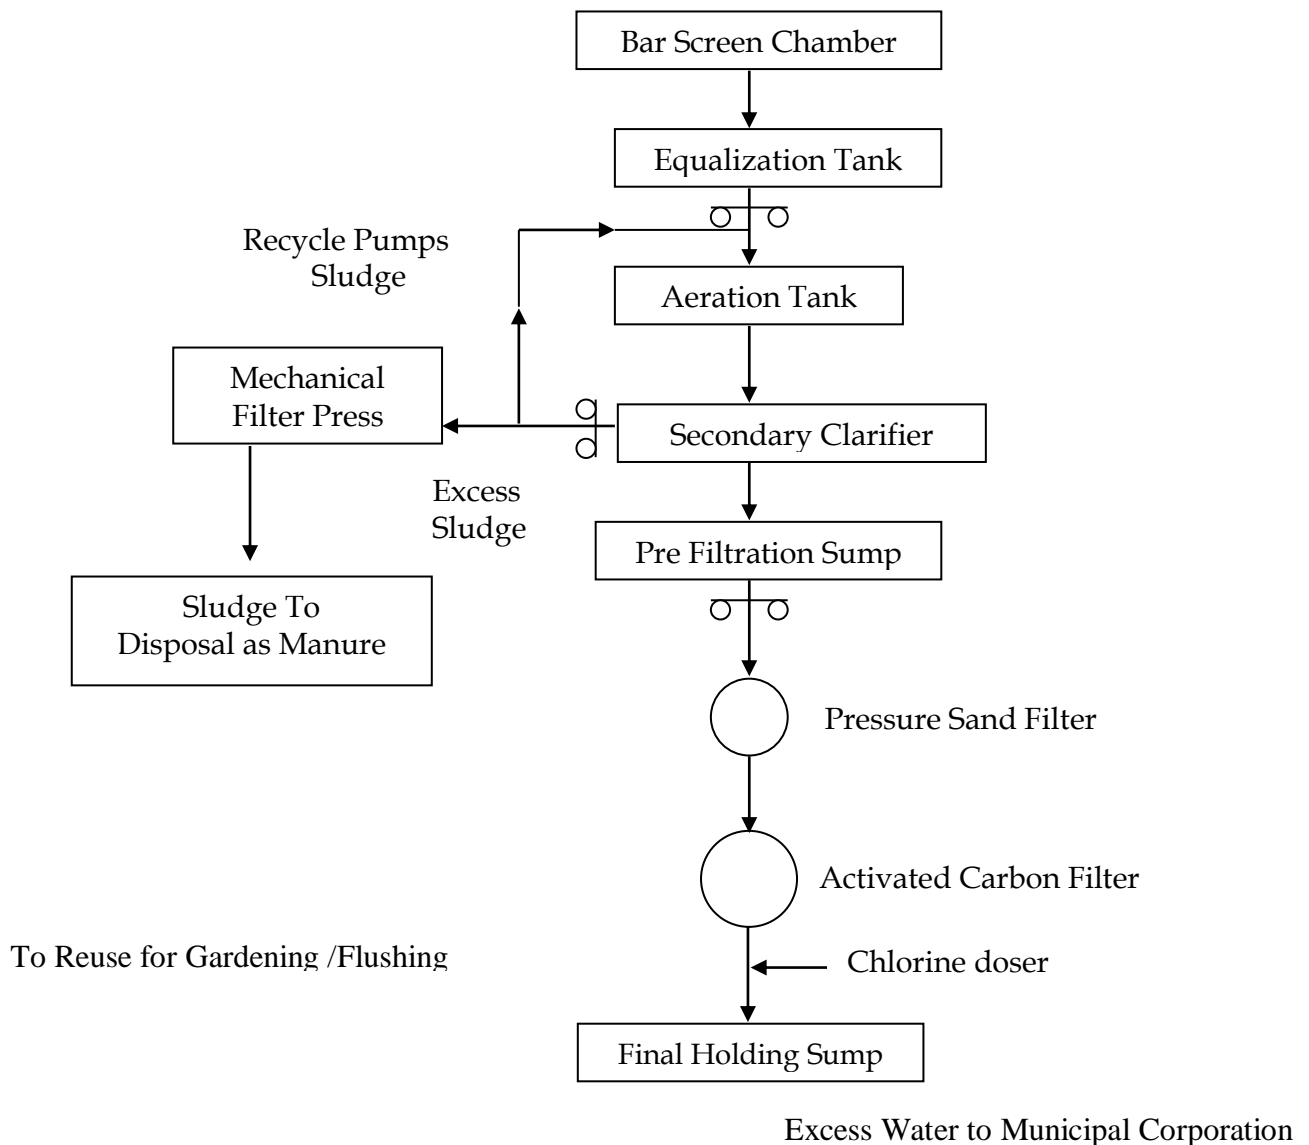 Bar Screen Chamber
Equalization Tank
Recycle Pumps
Sludge
Aeration Tank
Mechanical
Filter Press
Secondary Clarifier
Excess
Sludge
Pre Filtration Sump
Sludge To
Disposal as Manure
Pressure Sand Filter
Activated Carbon Filter
To Reuse for Gardening /Flushing
Chlorine doser
Final Holding Sump
Excess Water to Municipal Corporation